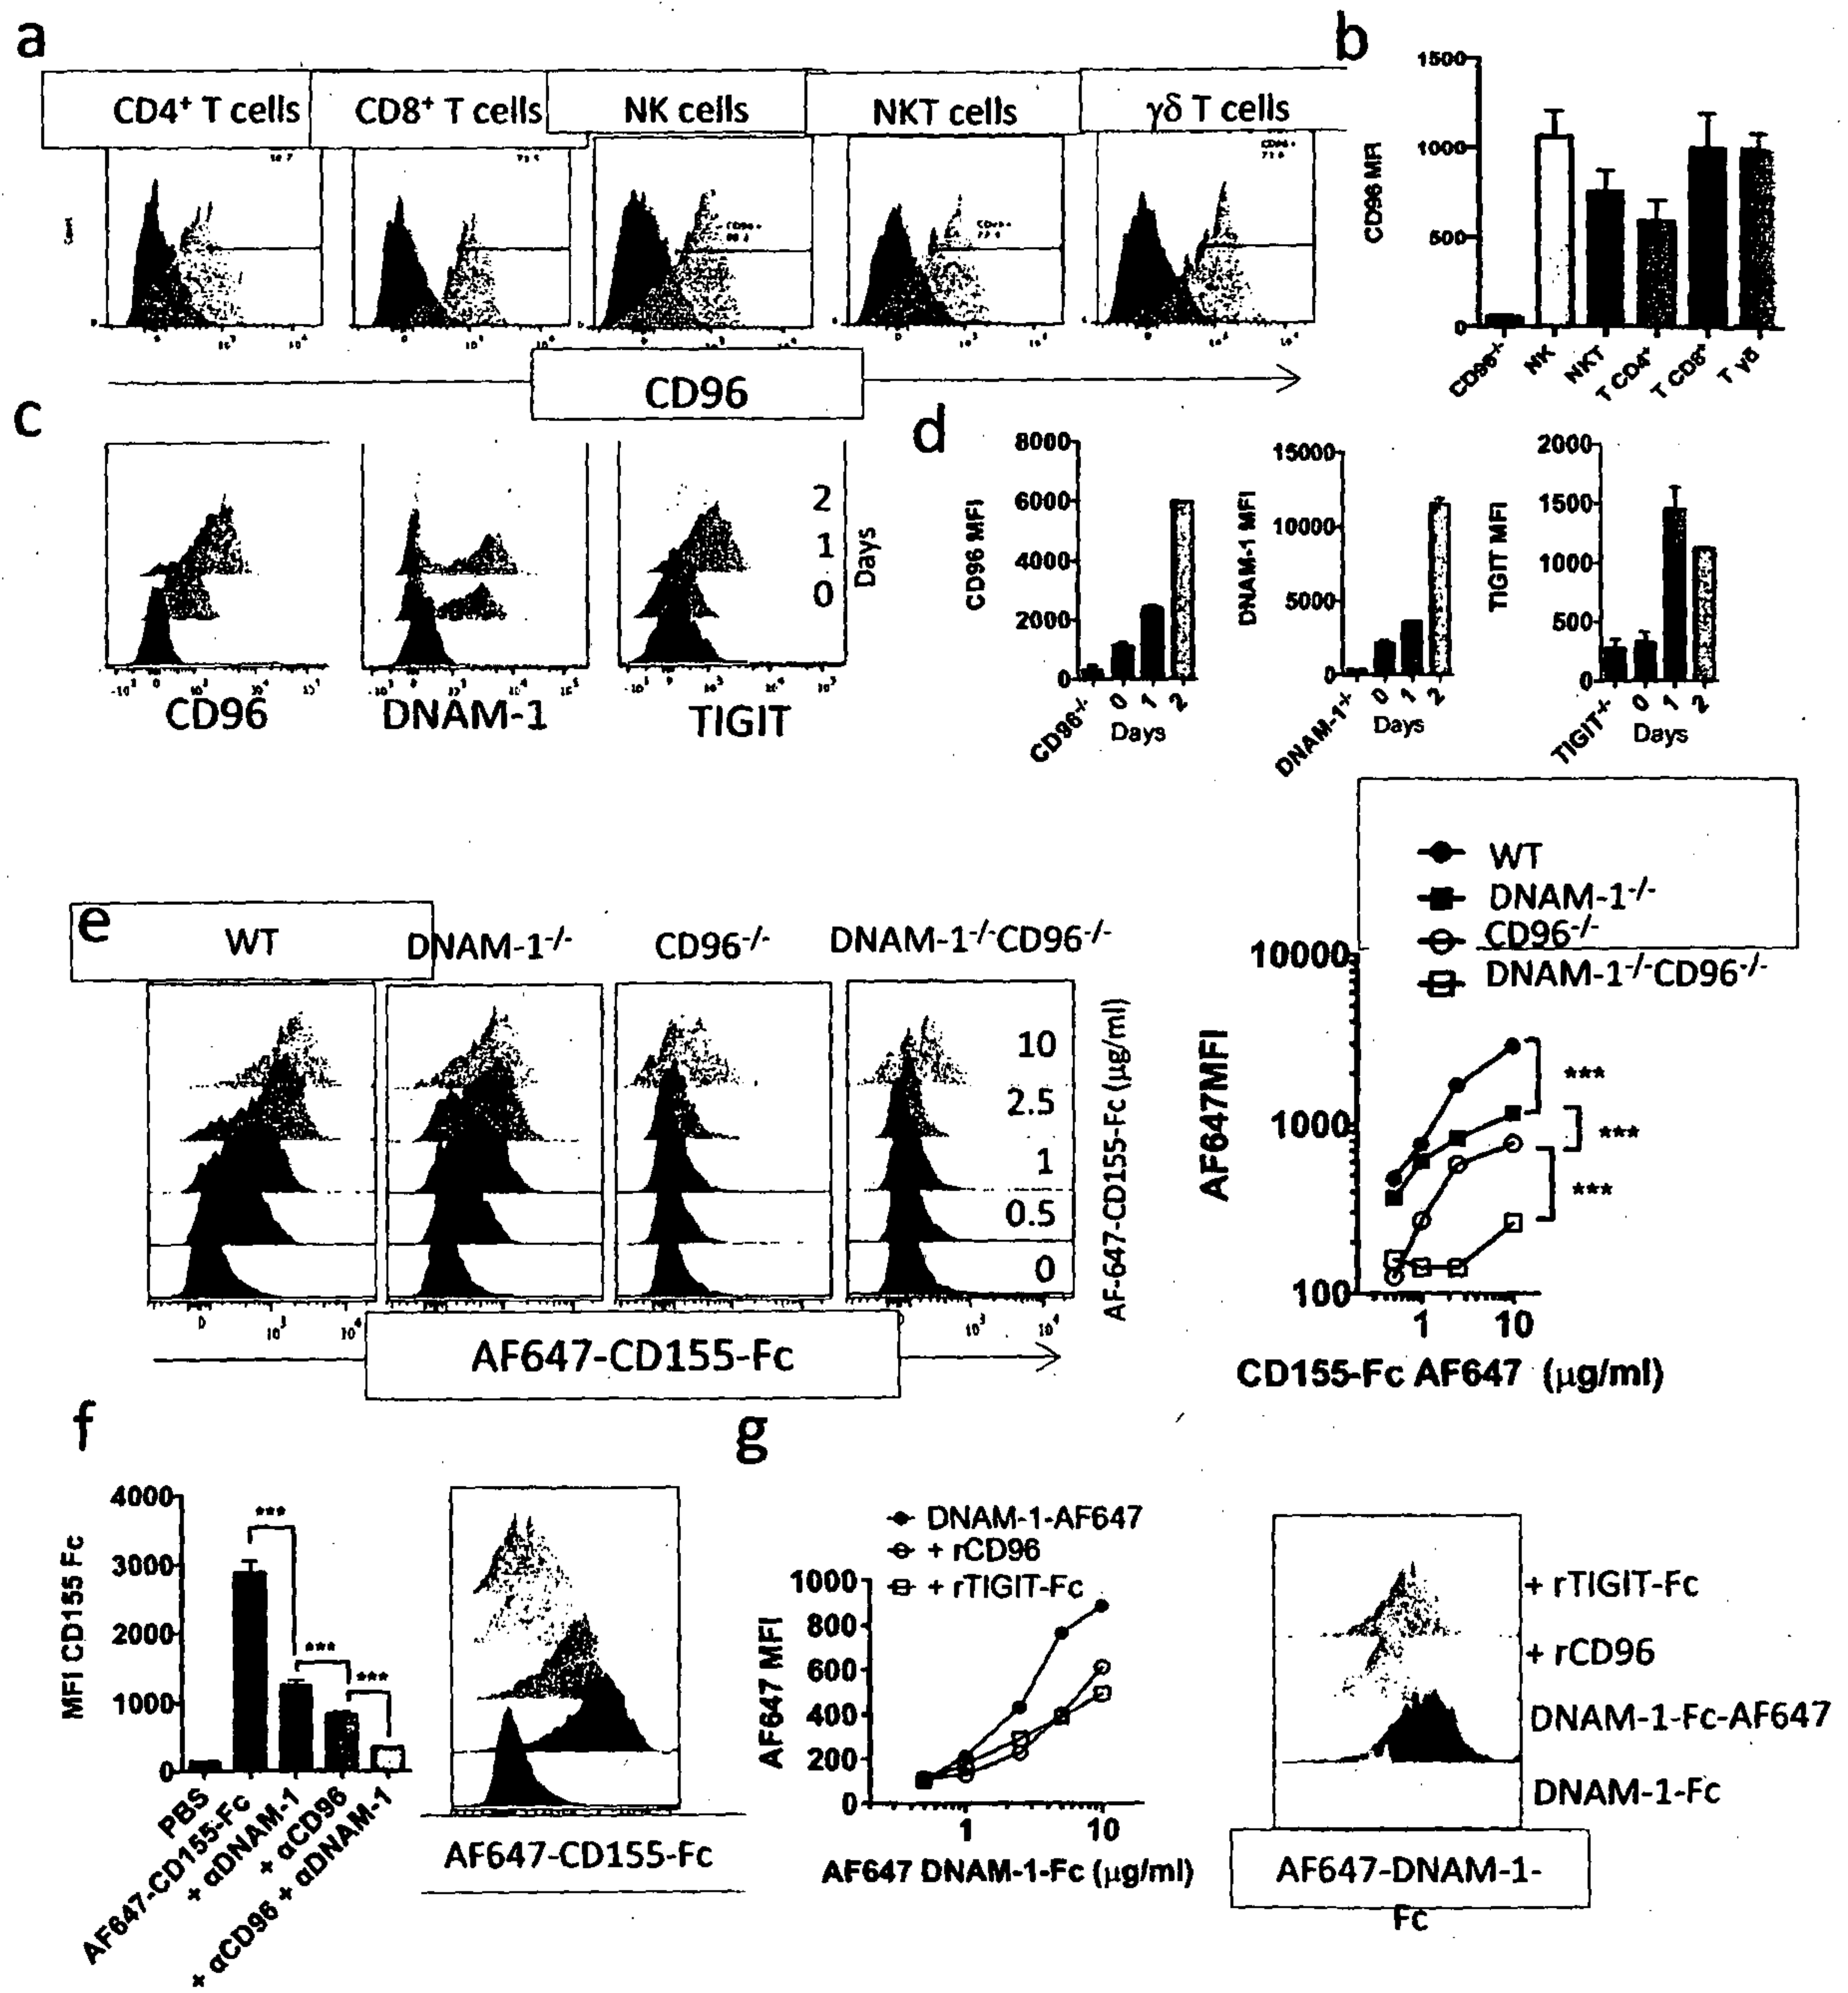 a
CD4⁺ T cells
CD8⁺ T cells
NK cells
NKT cells
γδ T cells
CD96
b
1500
1000
500
0
CD96 MFI
CD96-/-
NK
NKT
T CD4⁺
T CD8⁺
T γδ
c
2
1
0
Days
CD96
DNAM-1
TIGIT
d
8000
6000
4000
2000
0
CD96 MFI
CD96-/-
0
1
2
Days
15000
10000
5000
0
DNAM-1 MFI
DNAM-1-/-
0
1
2
Days
2000
1500
1000
500
0
TIGIT MFI
TIGIT-/-
0
1
2
Days
e
WT
DNAM-1-/-
CD96-/-
DNAM-1-/-CD96-/-
10
2.5
1
0.5
0
AF-647-CD155-Fc (μg/ml)
0
10³
10⁴
10³
10⁴
AF647-CD155-Fc
WT
DNAM-1-/-
CD96-/-
DNAM-1-/-CD96-/-
10000
1000
100
AF647MFI
***
***
***
1
10
CD155-Fc AF647 (μg/ml)
f
4000
3000
2000
1000
0
MFI CD155 Fc
***
***
***
PBS
AF647-CD155-Fc
+ αDNAM-1
+ αCD96
+ αCD96 + αDNAM-1
AF647-CD155-Fc
g
DNAM-1-AF647
+ rCD96
+ rTIGIT-Fc
1000
800
600
400
200
0
AF647 MFI
1
10
AF647 DNAM-1-Fc (μg/ml)
+ rTIGIT-Fc
+ rCD96
DNAM-1-Fc-AF647
DNAM-1-Fc
AF647-DNAM-1-
Fc